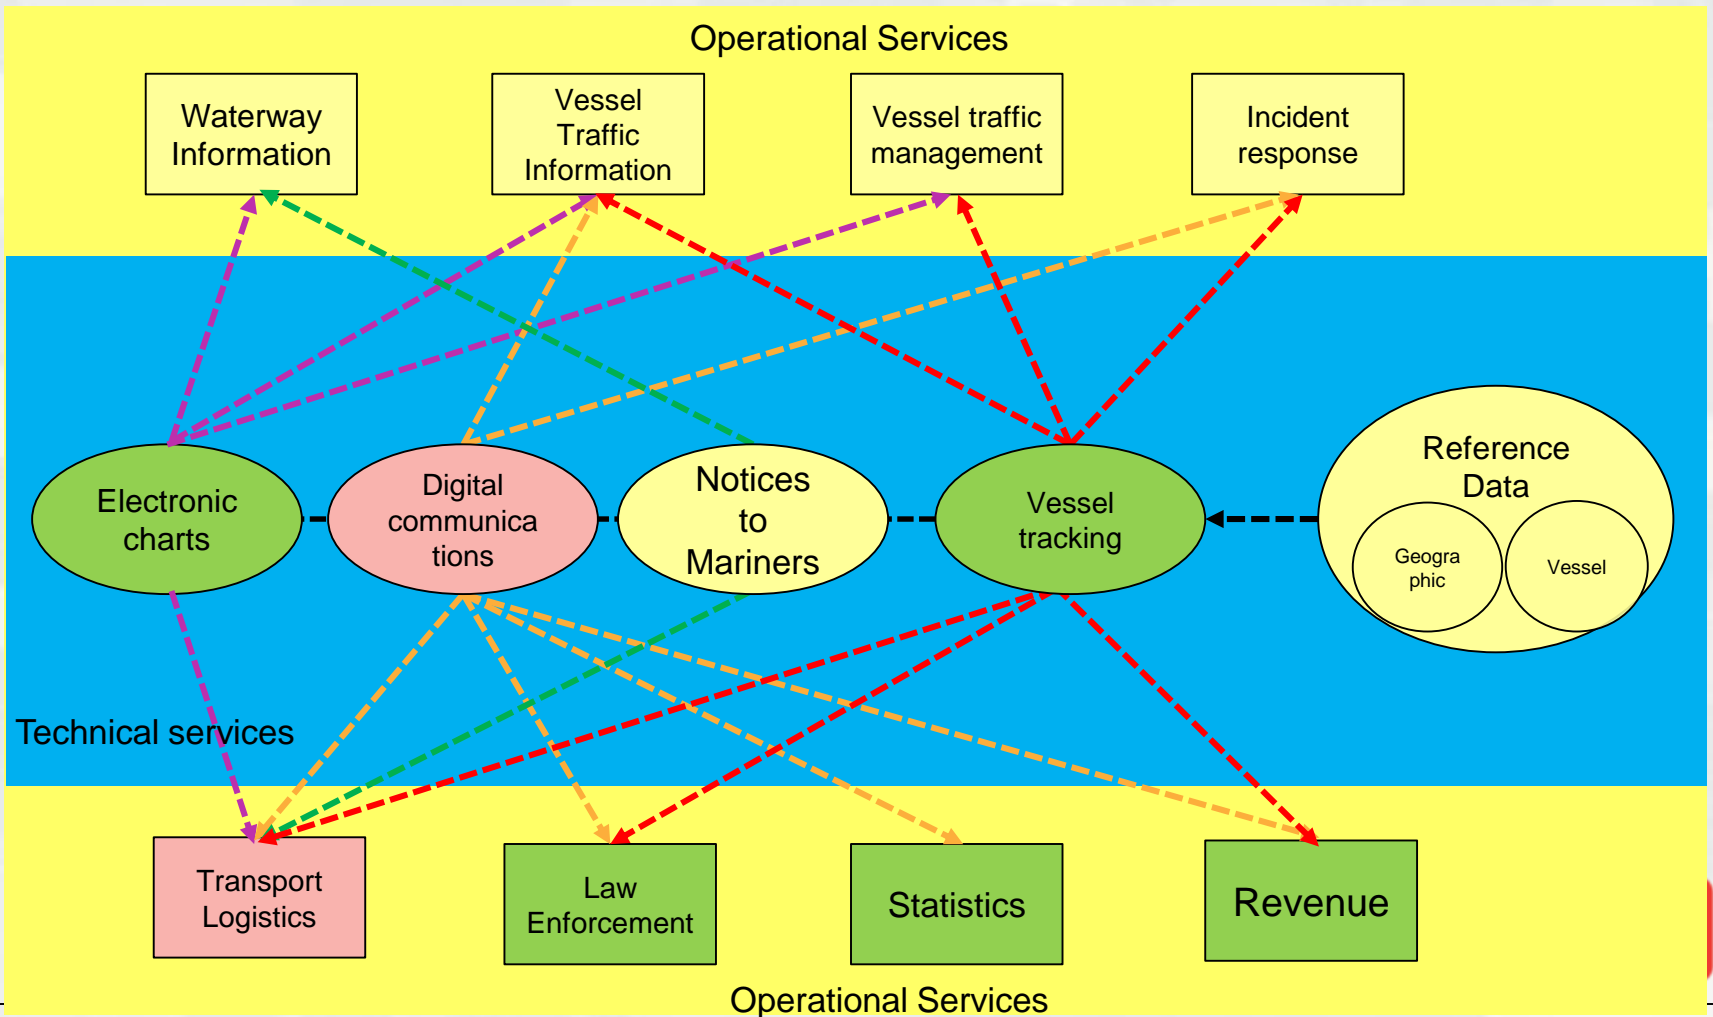 Operational Services
Waterway
Information
Vessel
Traffic
Information
Vessel traffic
management
Incident
response
Electronic
charts
Digital
communica
tions
Notices
to
Mariners
Vessel
tracking
Reference
Data
Geogra
phic
Vessel
Technical services
Transport
Logistics
Law
Enforcement
Statistics
Revenue
Operational Services